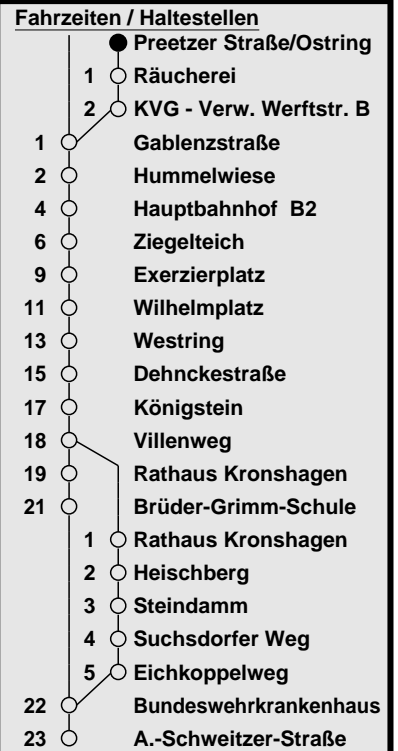 Fahrzeiten / Haltestellen
Preetzer Straße/Ostring
1 Räucherei
2 KVG - Verw. Werftstr. B
1 Gablenzstraße
2 Hummelwiese
4 Hauptbahnhof B2
6 Ziegelteich
9 Exerzierplatz
11 Wilhelmplatz
13 Westring
15 Dehnckestraße
17 Königstein
18 Villenweg
19 Rathaus Kronshagen
21 Brüder-Grimm-Schule
1 Rathaus Kronshagen
2 Heischberg
3 Steindamm
4 Suchsdorfer Weg
5 Eichkoppelweg
22 Bundeswehrkrankenhaus
23 A.-Schweitzer-Straße